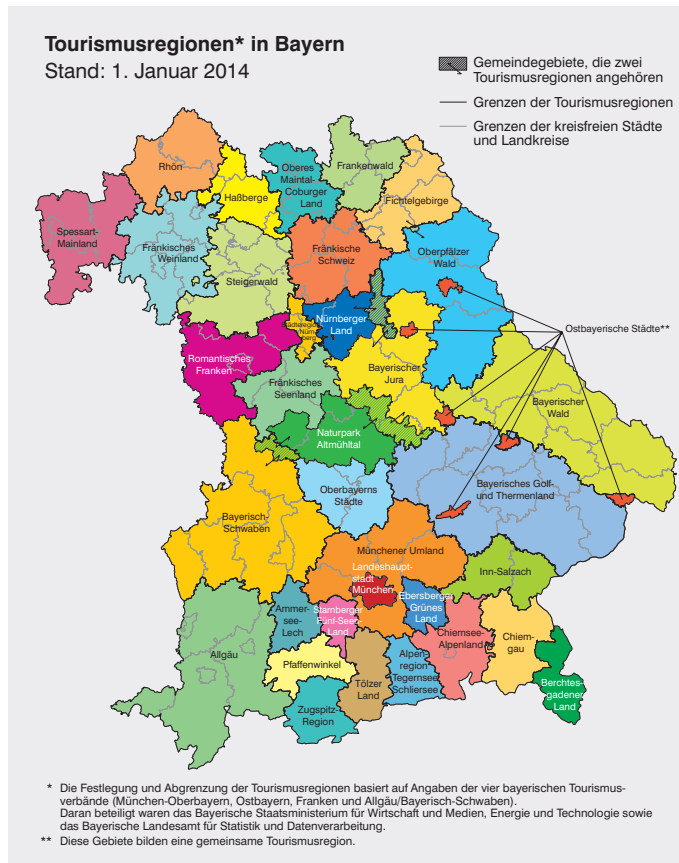 Tourismusregionen* in Bayern
Stand: 1. Januar 2014
Gemeindegebiete, die zwei
Tourismusregionen angehören
Grenzen der Tourismusregionen
Grenzen der kreisfreien Städte
und Landkreise
Rhön
Haßberge
Oberes
Maintal-
Coburger
Land
Frankenwald
Fichtelgebirge
Spessart-
Mainland
Fränkisches
Weinland
Steigerwald
Fränkische
Schweiz
Oberpfälzer
Wald
Nürnberger
Land
Städteregion
Nürn-
berg
Ostbayerische Städte**
Romantisches
Franken
Fränkisches
Seenland
Bayerischer
Jura
Bayerischer
Wald
Naturpark
Altmühltal
Oberbayerns
Städte
Bayerisches Golf-
und Thermenland
Bayerisch-
Schwaben
Münchener Umland
Landeshaupt-
stadt
München
Inn-Salzach
Ebersberger
Grünes
Land
Ammer-
see-
Lech
Starnberger
Fünf-Seen-
Land
Chiemsee-
Alpenland
Chiem-
gau
Allgäu
Pfaffenwinkel
Tölzer
Land
Alpen-
region
Tegernsee
Schliersee
Zugspitz-
Region
Berchtes-
gadener
Land
* Die Festlegung und Abgrenzung der Tourismusregionen basiert auf Angaben der vier bayerischen Tourismus-
verbände (München-Oberbayern, Ostbayern, Franken und Allgäu/Bayerisch-Schwaben).
Daran beteiligt waren das Bayerische Staatsministerium für Wirtschaft und Medien, Energie und Technologie sowie
das Bayerische Landesamt für Statistik und Datenverarbeitung.
** Diese Gebiete bilden eine gemeinsame Tourismusregion.